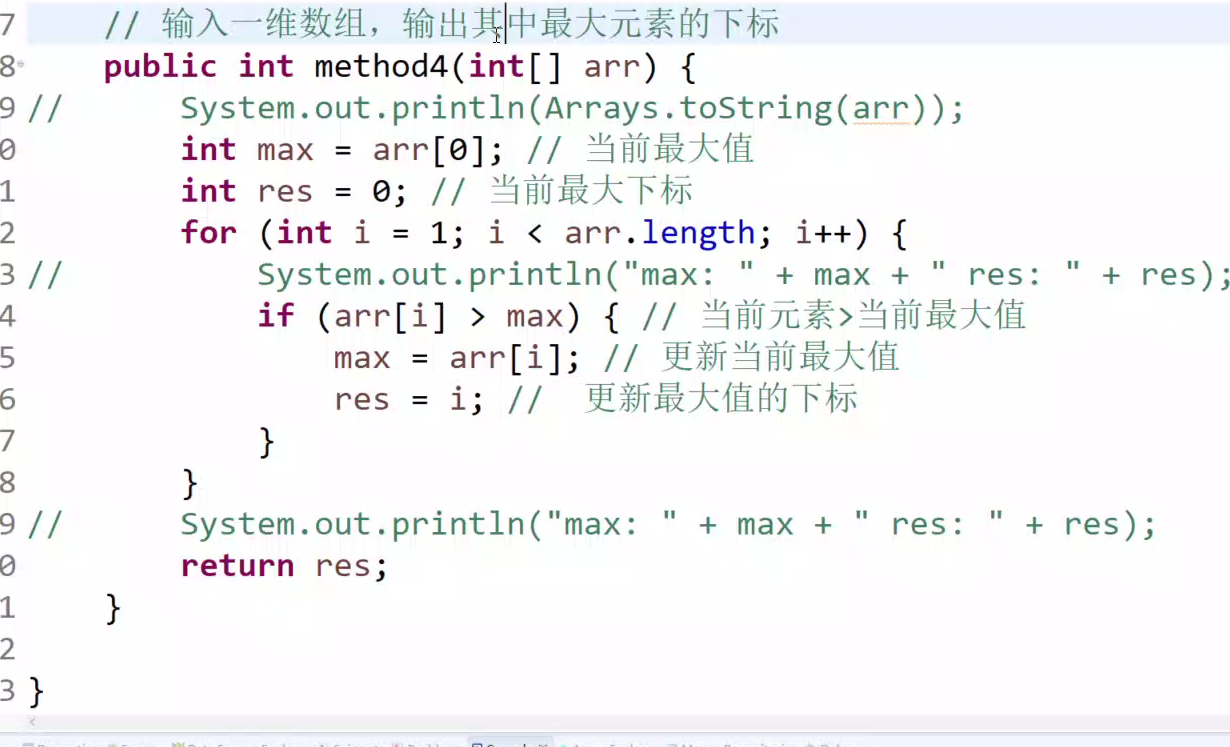 7 // 输入一维数组，输出其中最大元素的下标
8 public int method4(int[] arr) {
9 // System.out.println(Arrays.toString(arr));
0 int max = arr[0]; // 当前最大值
1 int res = 0; // 当前最大下标
2 for (int i = 1; i < arr.length; i++) {
3 // System.out.println("max: " + max + " res: " + res);
4 if (arr[i] > max) { // 当前元素>当前最大值
5 max = arr[i]; // 更新当前最大值
6 res = i; // 更新最大值的下标
7 }
8 }
9 // System.out.println("max: " + max + " res: " + res);
0 return res;
1 }
2
3 }